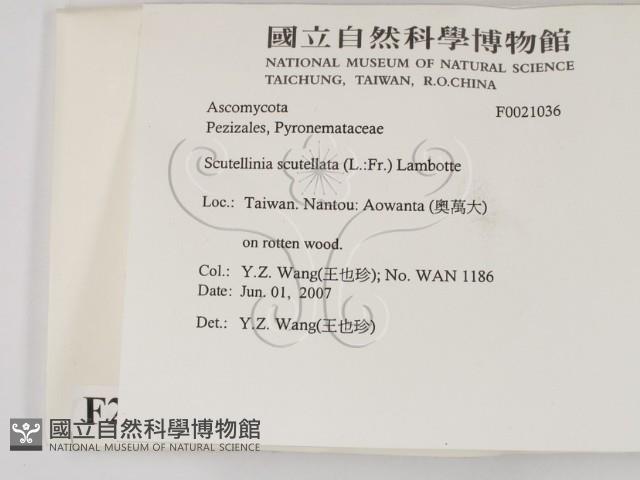 國立自然科學博物館
NATIONAL MUSEUM OF NATURAL SCIENCE
TAICHUNG, TAIWAN, R.O.CHINA
Ascomycota F0021036
Pezizales, Pyronemataceae
Scutellinia scutellata (L.:Fr.) Lambotte
Loc.: Taiwan. Nantou: Aowanta (奧萬大)
on rotten wood.
Col.: Y.Z. Wang(王也珍); No. WAN 1186
Date: Jun. 01, 2007
Det.: Y.Z. Wang(王也珍)
國立自然科學博物館
NATIONAL MUSEUM OF NATURAL SCIENCE